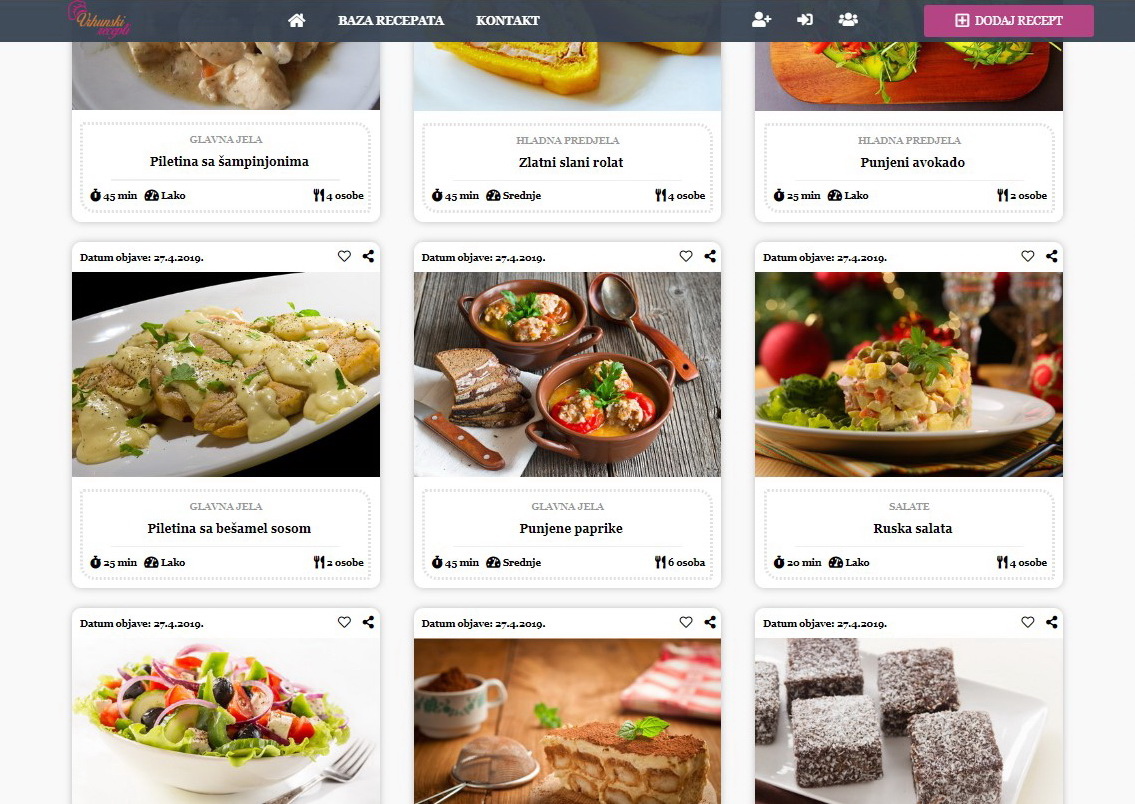 Vrhunski
recepti
BAZA RECEPATA
KONTAKT
DODAJ RECEPT
GLAVNA JELA
Piletina sa šampinjonima
45 min Lako 4 osobe
HLADNA PREDJELA
Zlatni slani rolat
45 min Srednje 4 osobe
HLADNA PREDJELA
Punjeni avokado
25 min Lako 2 osobe
Datum objave: 27.4.2019.
GLAVNA JELA
Piletina sa bešamel sosom
25 min Lako 2 osobe
Datum objave: 27.4.2019.
GLAVNA JELA
Punjene paprike
45 min Srednje 6 osoba
Datum objave: 27.4.2019.
SALATE
Ruska salata
20 min Lako 4 osobe
Datum objave: 27.4.2019.
Datum objave: 27.4.2019.
Datum objave: 27.4.2019.